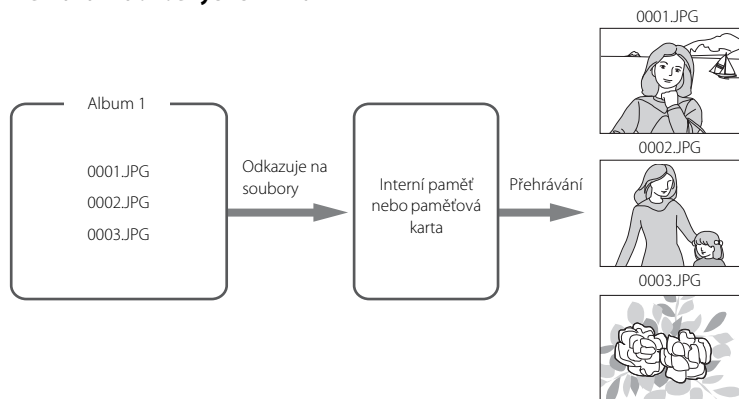 Album 1
0001.JPG
0002.JPG
0003.JPG
Odkazuje na
soubory
Interní paměť
nebo paměťová
karta
Přehrávání
0001.JPG
0002.JPG
0003.JPG